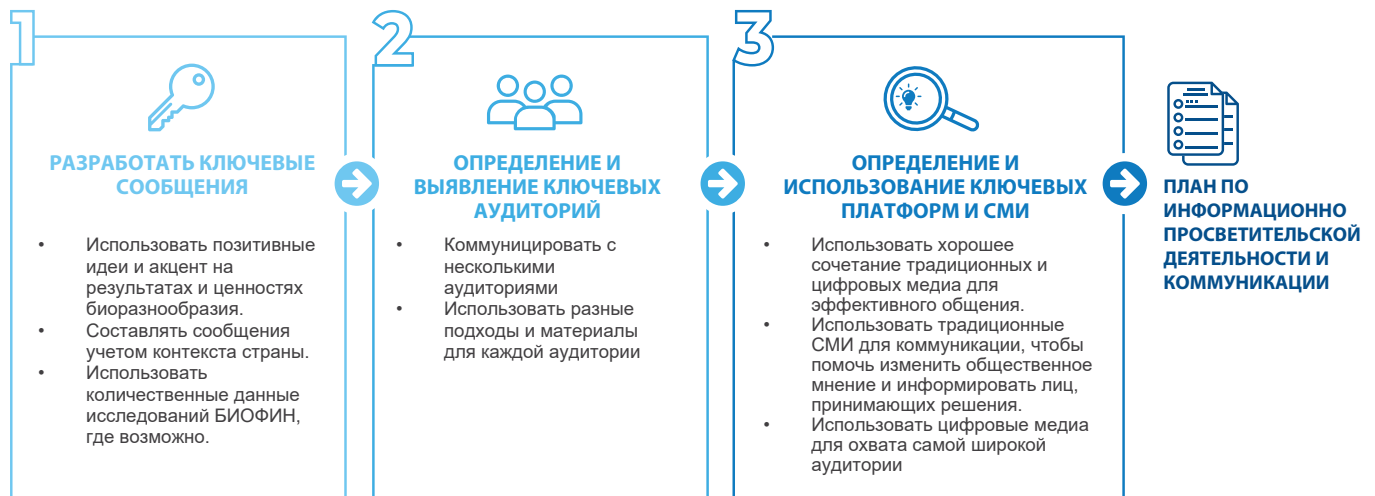 1
РАЗРАБОТАТЬ КЛЮЧЕВЫЕ
СООБЩЕНИЯ
• Использовать позитивные
идеи и акцент на
результатах и ценностях
биоразнообразия.
• Составлять сообщения
учетом контекста страны.
• Использовать
количественные данные
исследований БИОФИН,
где возможно.
2
ОПРЕДЕЛЕНИЕ И
ВЫЯВЛЕНИЕ КЛЮЧЕВЫХ
АУДИТОРИЙ
• Коммуницировать с
несколькими
аудиториями
• Использовать разные
подходы и материалы
для каждой аудитории
3
ОПРЕДЕЛЕНИЕ И
ИСПОЛЬЗОВАНИЕ КЛЮЧЕВЫХ
ПЛАТФОРМ И СМИ
• Использовать хорошее
сочетание традиционных и
цифровых медиа для
эффективного общения.
• Использовать традиционные
СМИ для коммуникации, чтобы
помочь изменить общественное
мнение и информировать лиц,
принимающих решения.
• Использовать цифровые медиа
для охвата самой широкой
аудитории
ПЛАН ПО
ИНФОРМАЦИОННО
ПРОСВЕТИТЕЛЬСКОЙ
ДЕЯТЕЛЬНОСТИ И
КОММУНИКАЦИИ